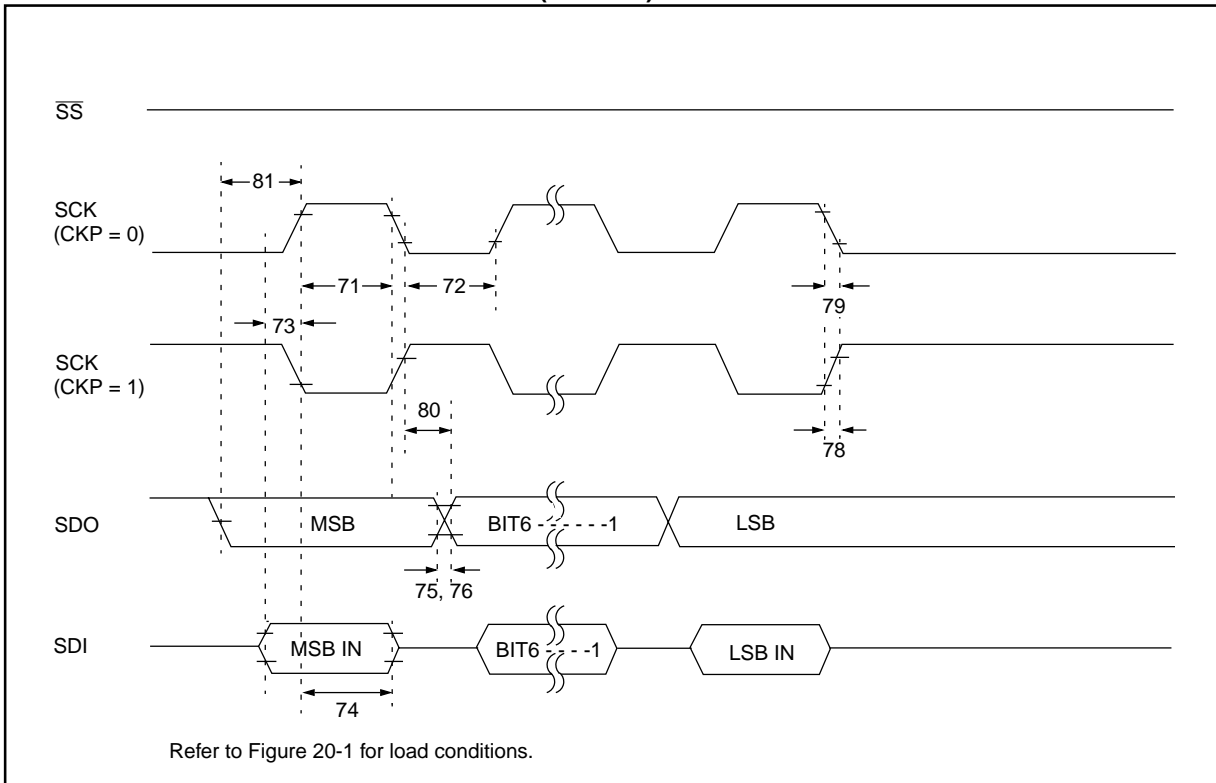 SS
81
SCK
(CKP = 0)
71
72
79
73
SCK
(CKP = 1)
80
78
SDO
MSB
BIT6 - - - - - -1
LSB
75, 76
SDI
MSB IN
BIT6 - - - -1
LSB IN
74
Refer to Figure 20-1 for load conditions.